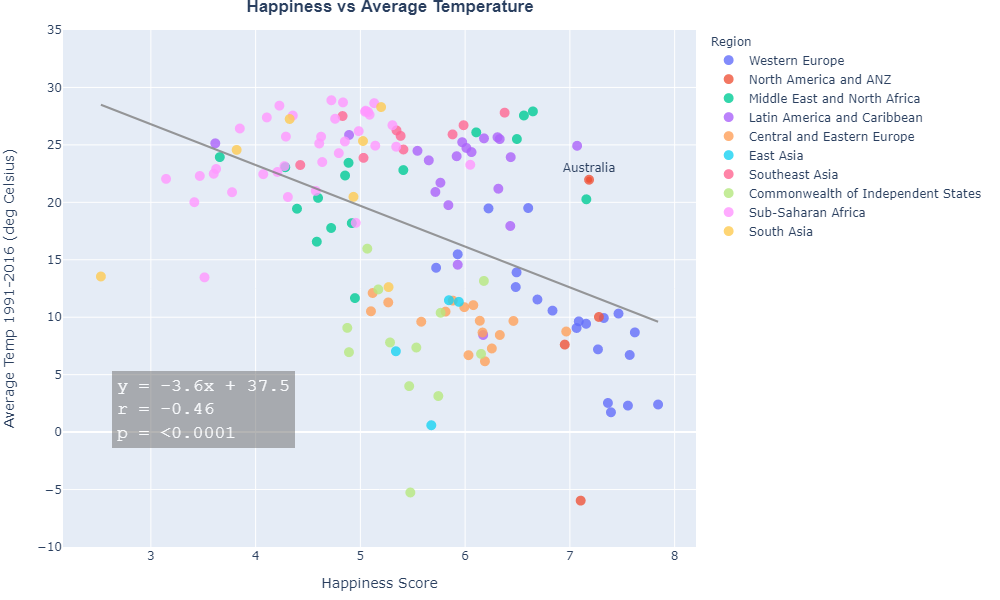 Happiness vs Average Temperature
35
30
25
20
15
10
5
0
−5
−10
3
4
5
6
7
8
Average Temp 1991-2016 (deg Celsius)
Happiness Score
Australia
y = −3.6x + 37.5
r = −0.46
p = <0.0001
Region
Western Europe
North America and ANZ
Middle East and North Africa
Latin America and Caribbean
Central and Eastern Europe
East Asia
Southeast Asia
Commonwealth of Independent States
Sub-Saharan Africa
South Asia